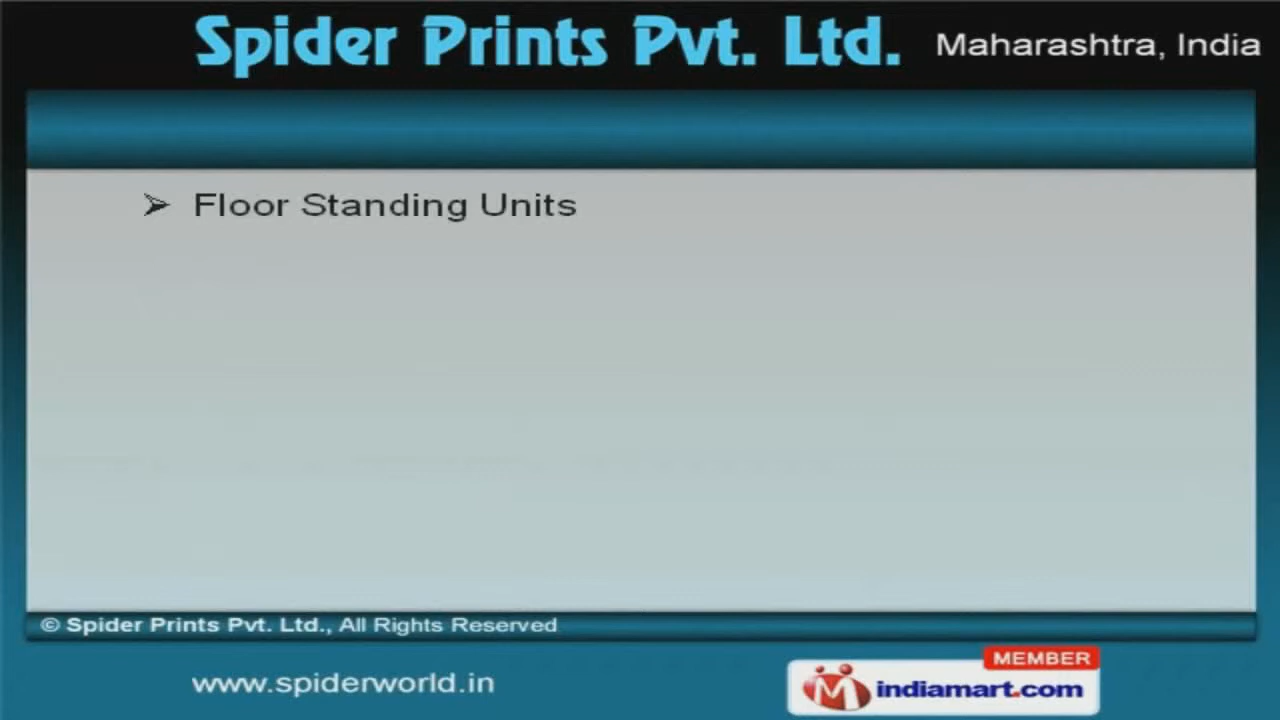 Spider Prints Pvt. Ltd. Maharashtra, India
➢ Floor Standing Units
© Spider Prints Pvt. Ltd., All Rights Reserved
www.spiderworld.in
MEMBER
indiamart.com